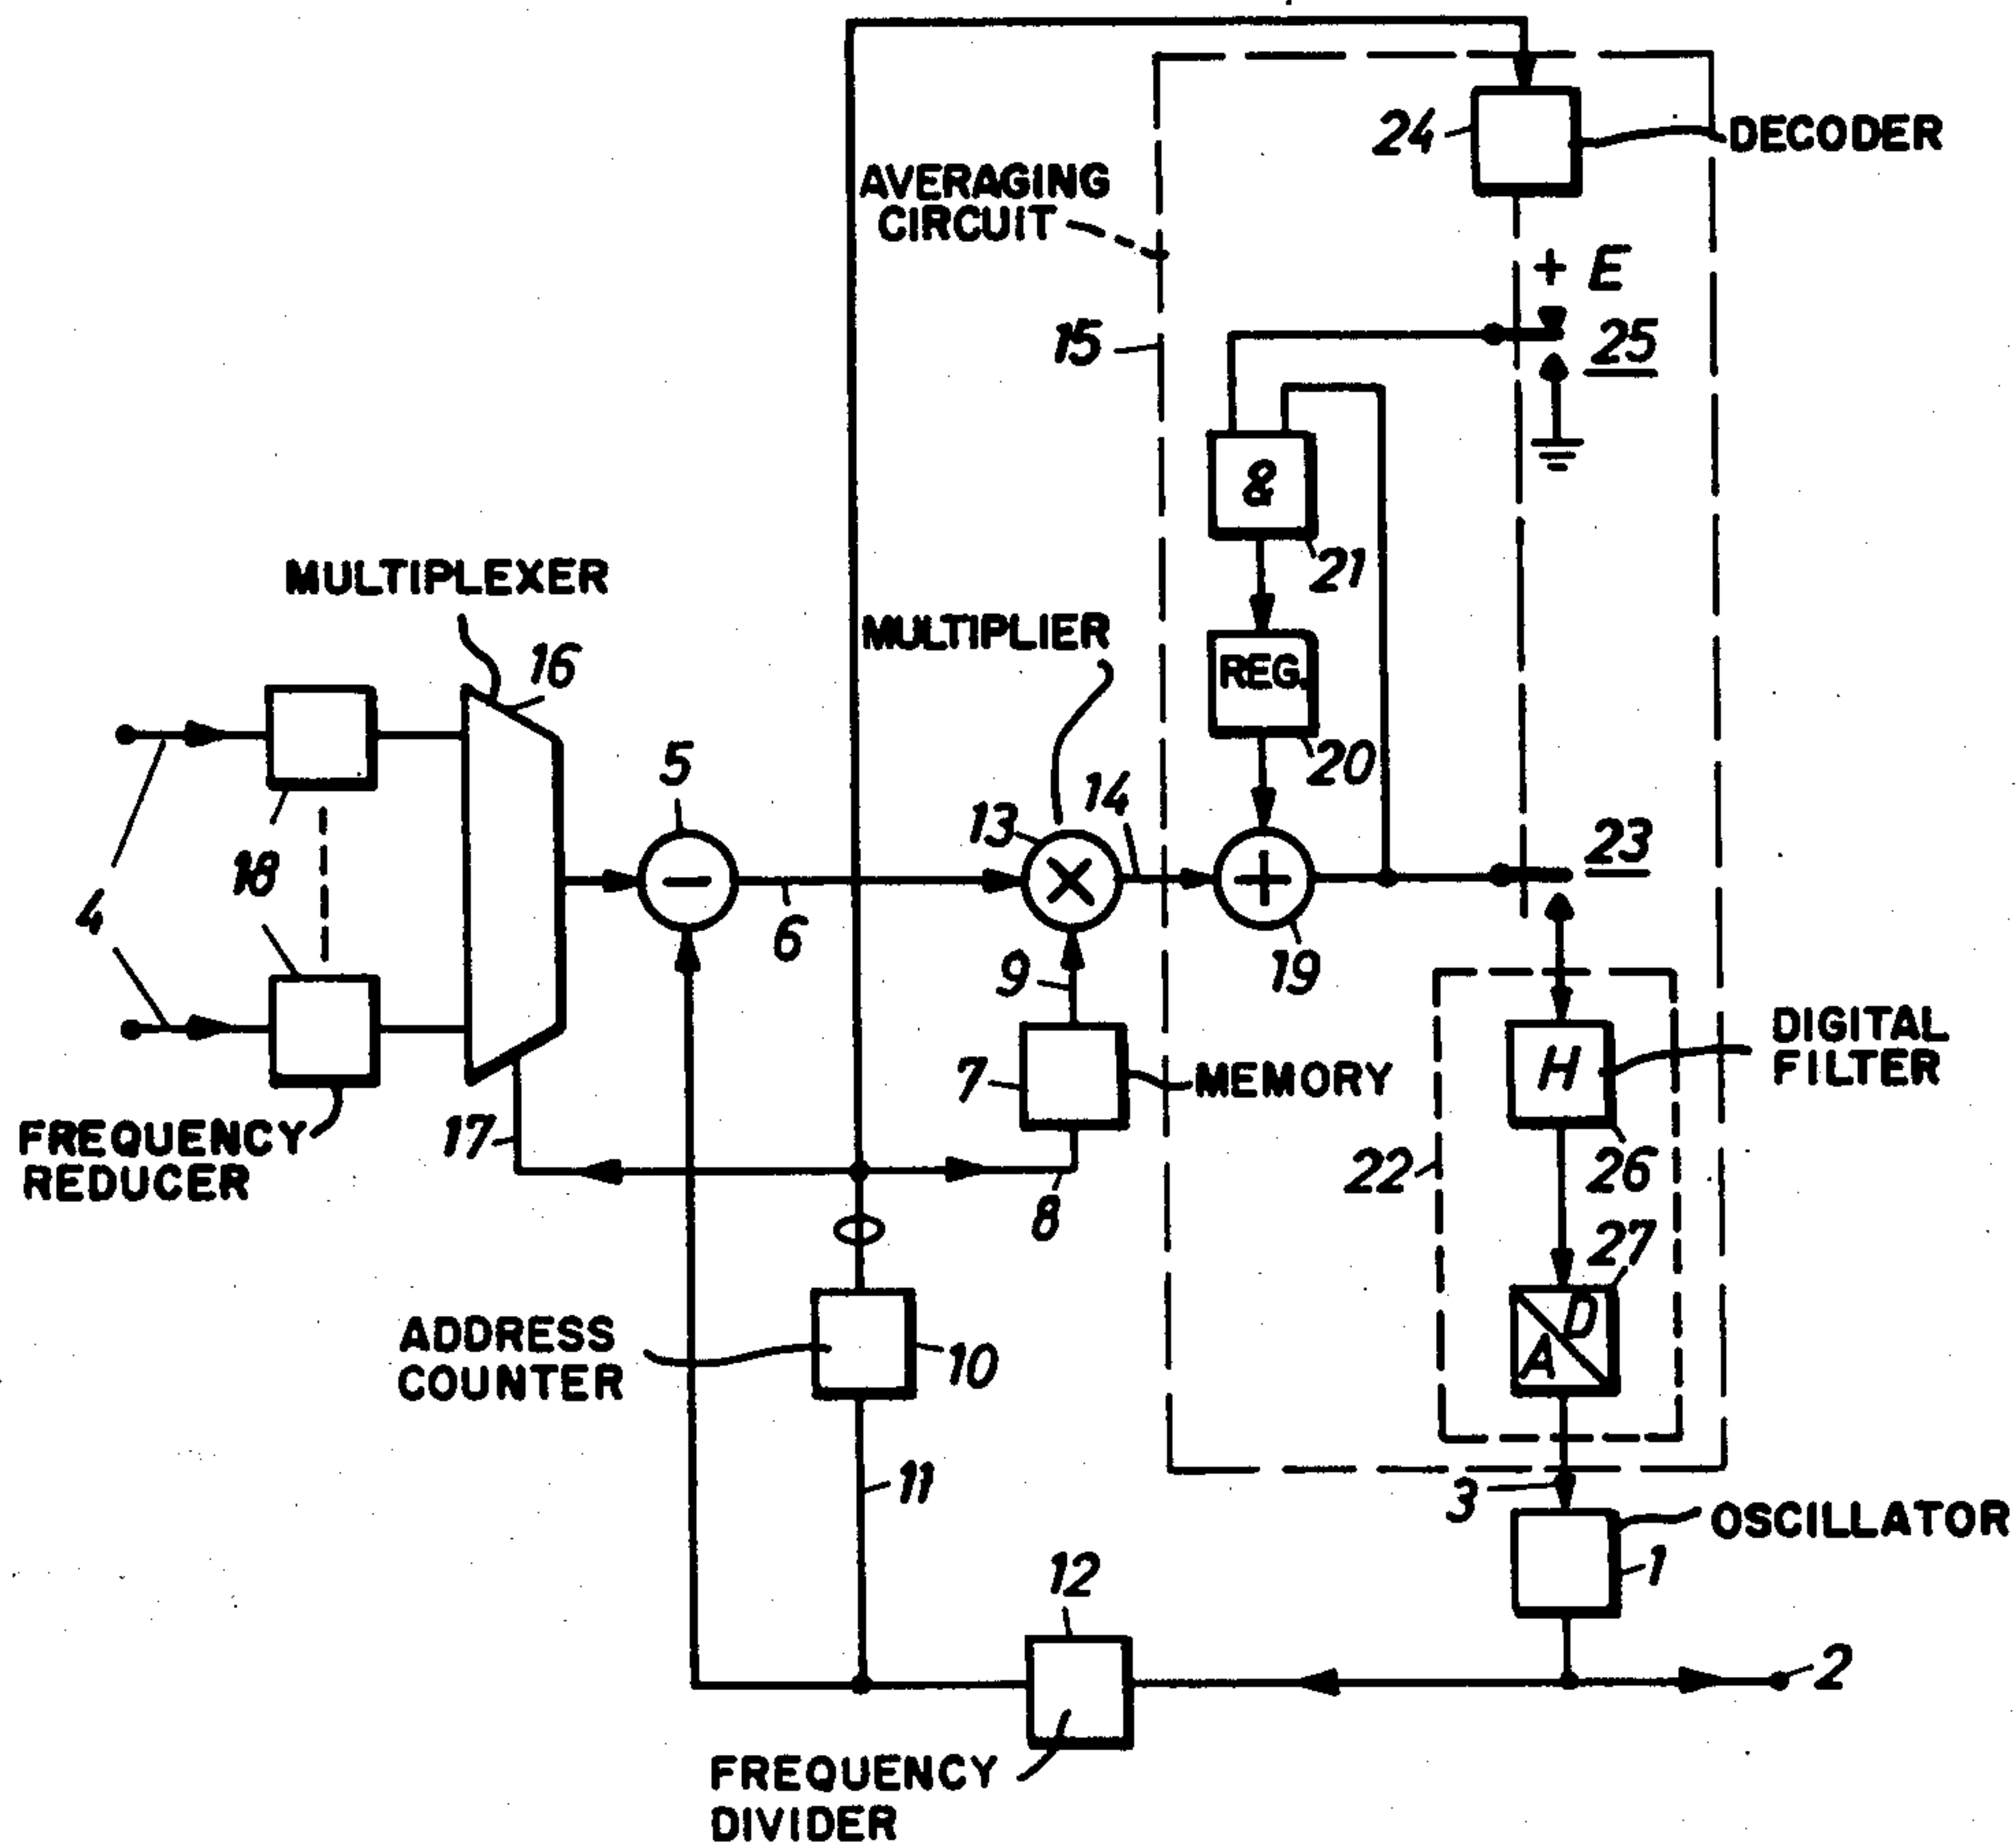 24
DECODER
AVERAGING
CIRCUIT
+ E
15
25
&
21
MULTIPLEXER
MULTIPLIER
16
REG.
20
5
13
14
23
18
4
−
×
+
6
9
19
DIGITAL
FILTER
H
7
MEMORY
FREQUENCY
REDUCER
17
22
26
8
27
D
A
ADDRESS
COUNTER
10
11
3
OSCILLATOR
12
1
2
FREQUENCY
DIVIDER